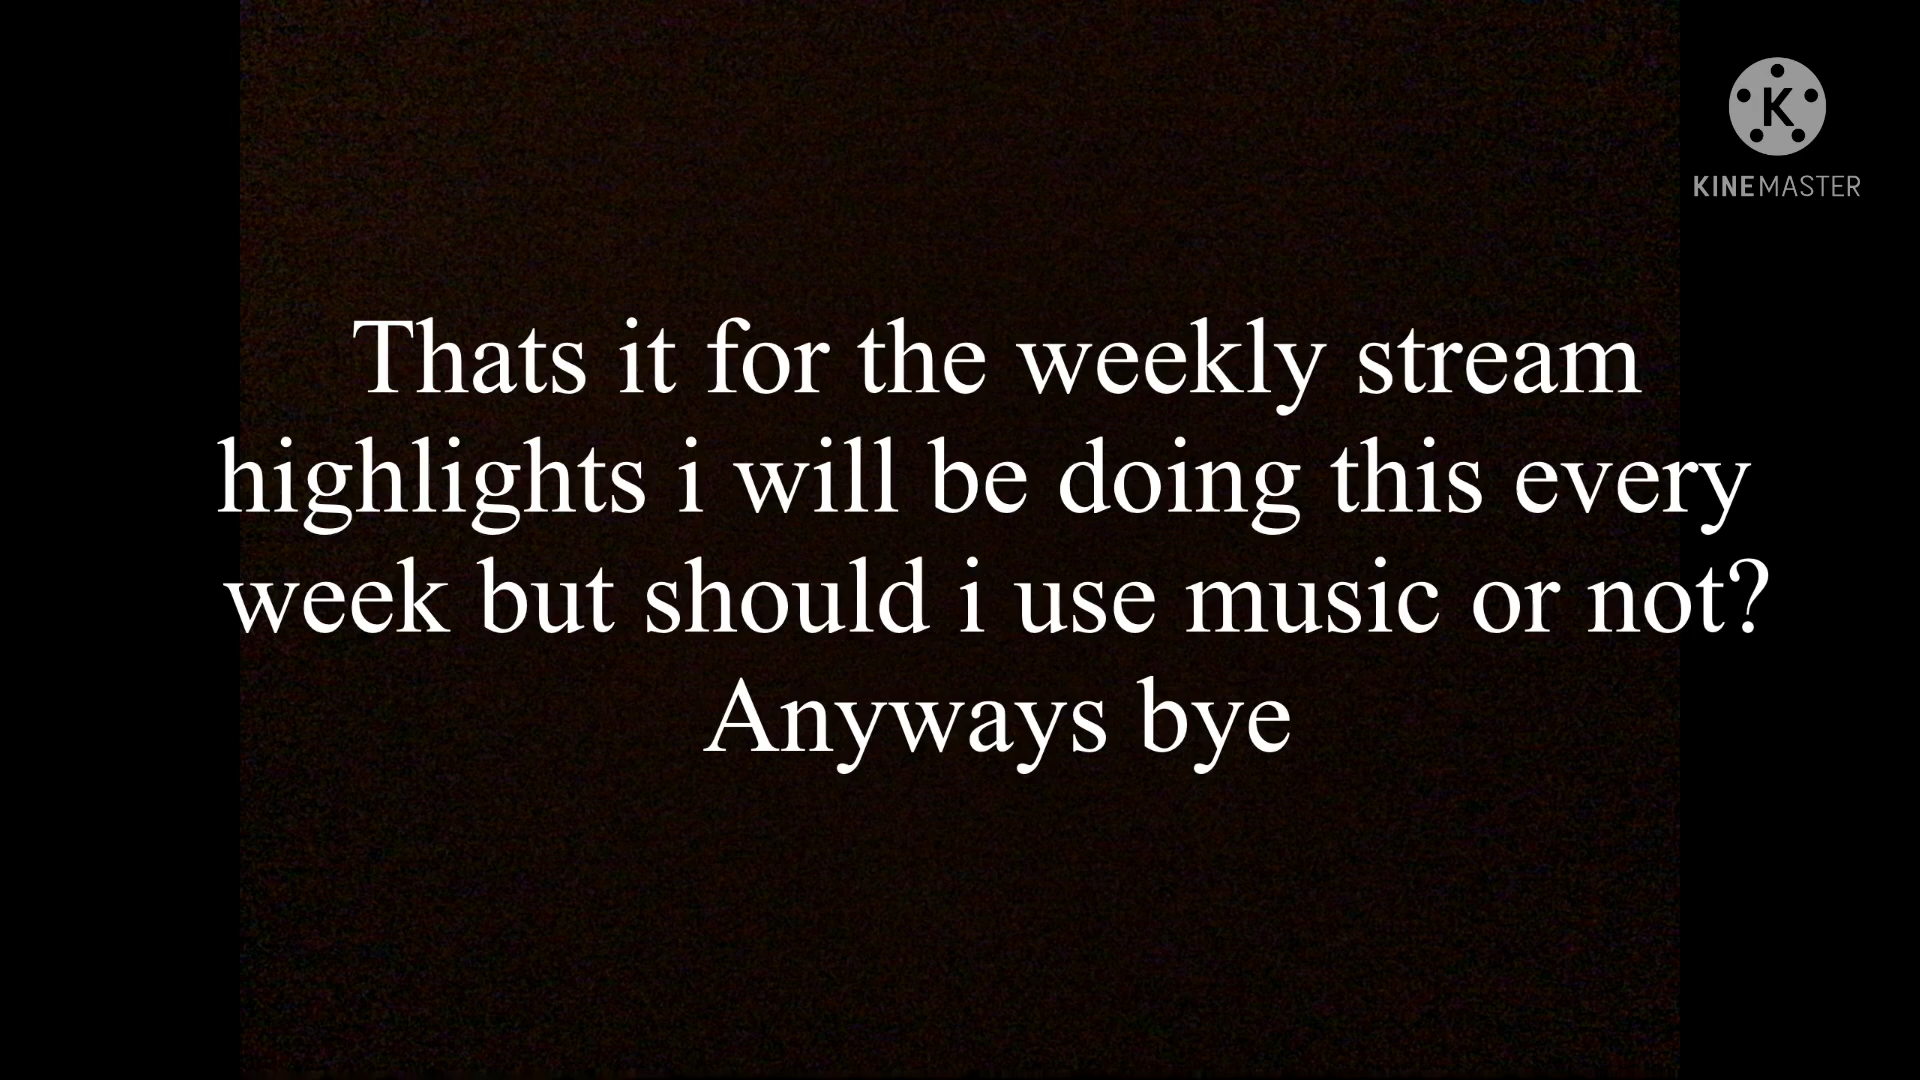 K
KINEMASTER
Thats it for the weekly stream
highlights i will be doing this every
week but should i use music or not?
Anyways bye